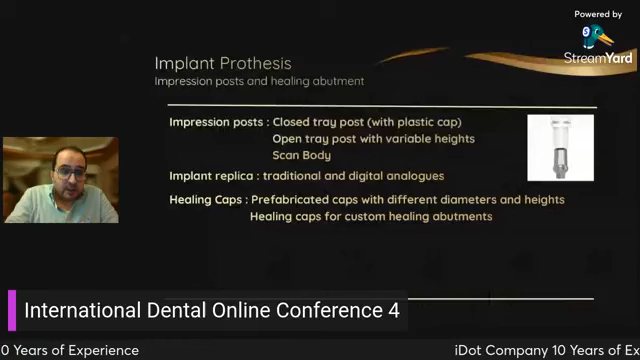 Powered by
StreamYard
Implant Prothesis
Impression posts and healing abutment
Impression posts : Closed tray post (with plastic cap)
Open tray post with variable heights
Scan Body
Implant replica : traditional and digital analogues
Healing Caps : Prefabricated caps with different diameters and heights
Healing caps for custom healing abutments
International Dental Online Conference 4
0 Years of Experience
iDot Company 10 Years of Ex